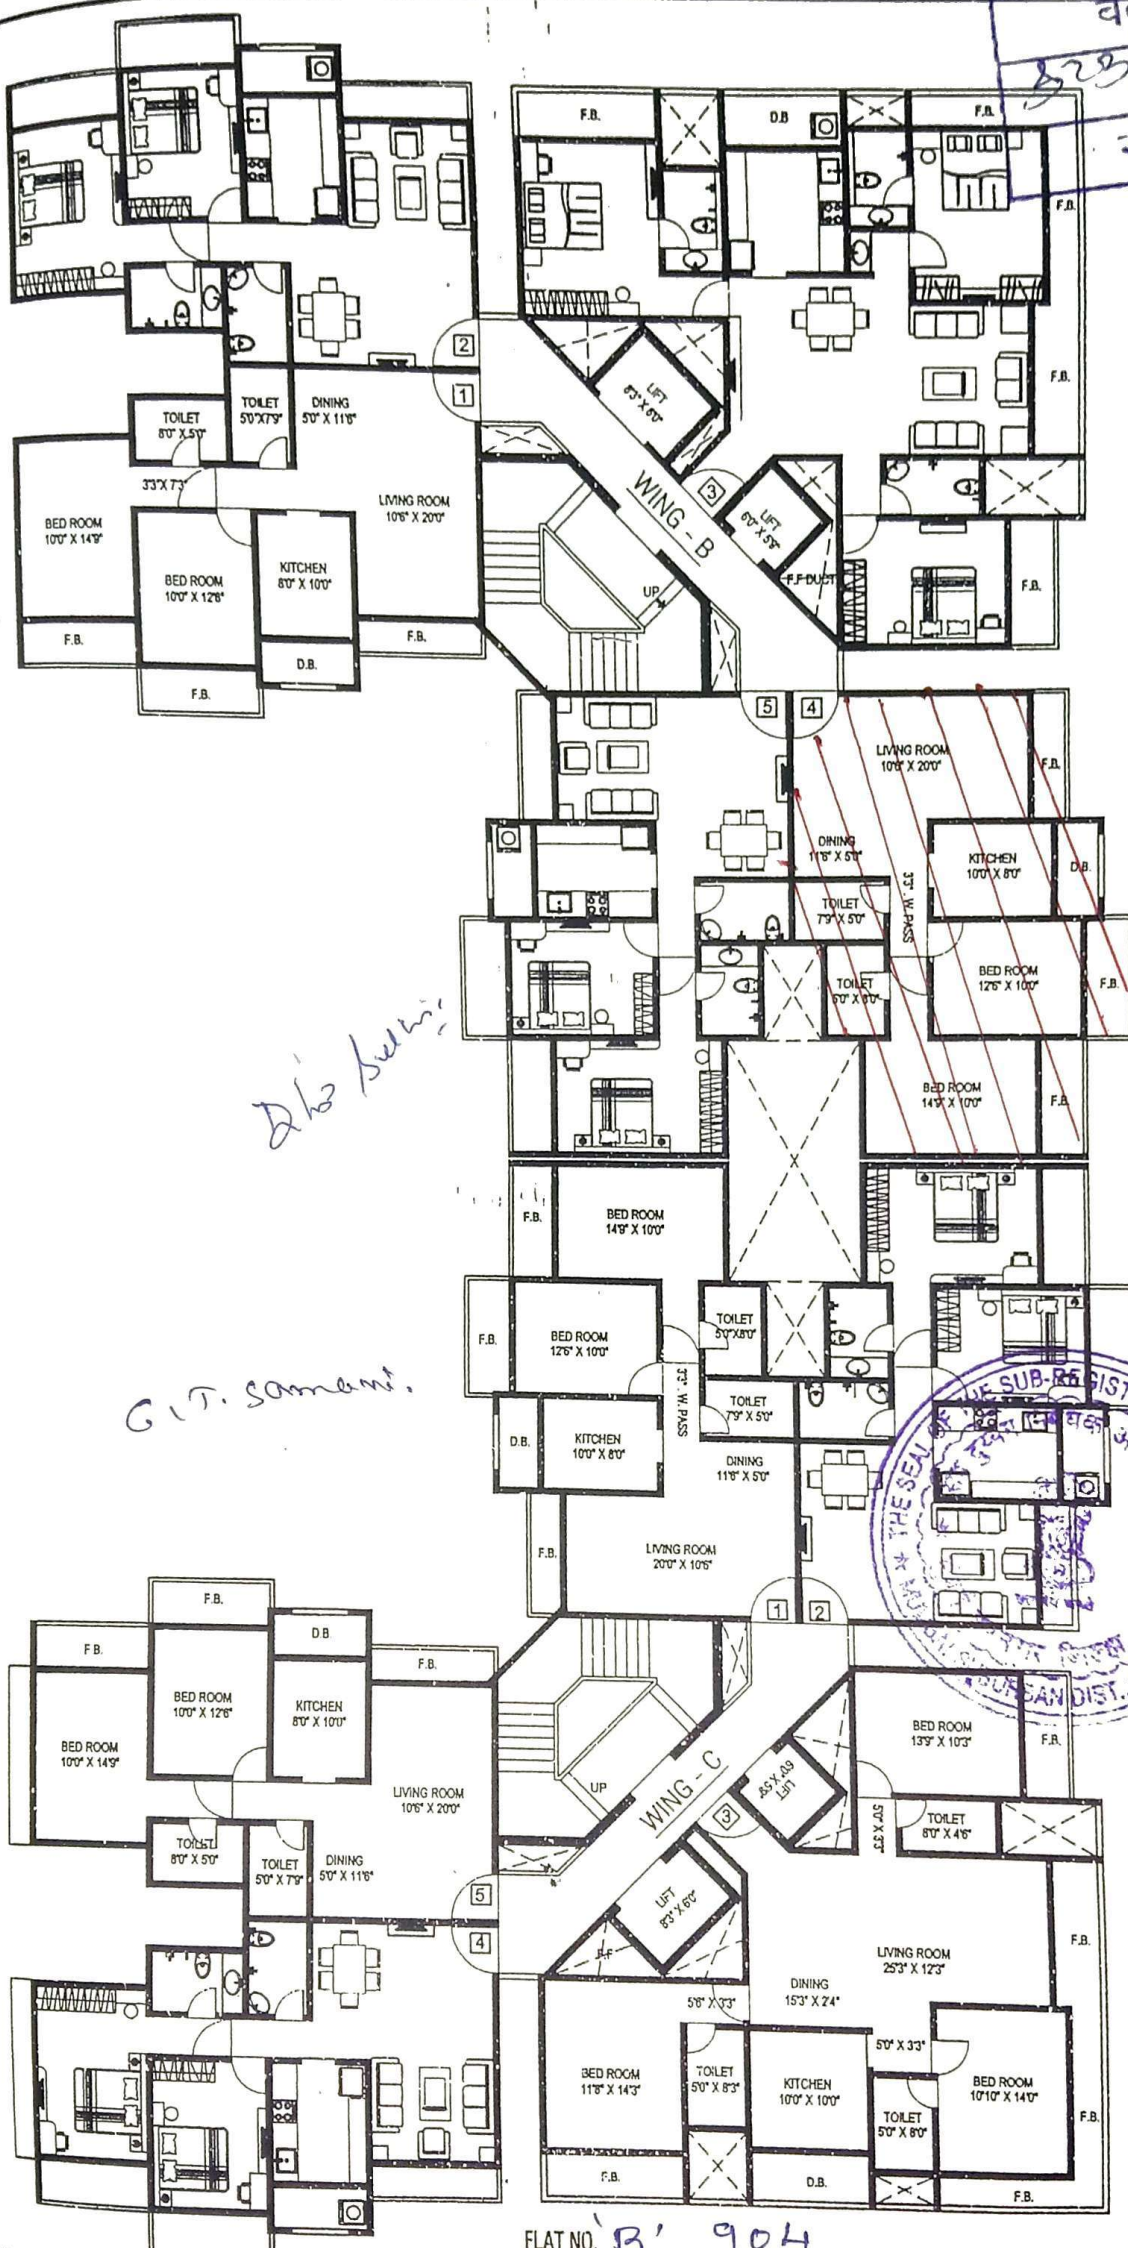 823
F.B.
D.B
F.B.
F.B.
2
1
LIFT
8'3" X 6'0"
F.B.
TOILET
8'0" X 5'0"
TOILET
5'0"X7'9"
DINING
5'0" X 11'6"
3'3"X 7'3"
LIVING ROOM
10'6" X 20'0"
WING - B
3
LIFT
6'0" X 5'9"
BED ROOM
10'0" X 14'9"
BED ROOM
10'0" X 12'6"
KITCHEN
8'0" X 10'0"
UP
F.F DUCT
F.B.
F.B.
F.B.
D.B.
F.B.
5
4
LIVING ROOM
10'6" X 20'0"
F.B.
DINING
11'6" X 5'0"
KITCHEN
10'0" X 8'0"
D.B.
3'3". W. PASS
TOILET
7'9" X 5'0"
TOILET
5'0" X 8'0"
BED ROOM
12'6" X 10'0"
F.B.
BED ROOM
14'9" X 10'0"
F.B.
F.B.
BED ROOM
14'9" X 10'0"
F.B.
BED ROOM
12'6" X 10'0"
TOILET
5'0"X8'0"
3'3". W. PASS
TOILET
7'9" X 5'0"
D.B.
KITCHEN
10'0" X 8'0"
DINING
11'6" X 5'0"
G.T. Samani.
THE SEAL OF THE SUB-REGIST
SUBURBAN DIST.
F.B.
LIVING ROOM
20'0" X 10'6"
1
2
F.B.
D.B
F.B.
F.B.
BED ROOM
10'0" X 12'6"
KITCHEN
8'0" X 10'0"
BED ROOM
10'0" X 14'9"
LIVING ROOM
10'6" X 20'0"
UP
WING - C
LIFT
6'0" X 5'9"
3
BED ROOM
13'9" X 10'3"
F.B.
5'0" X 3'3"
TOILET
8'0" X 4'6"
TOILET
8'0" X 5'0"
TOILET
5'0" X 7'9"
DINING
5'0" X 11'6"
5
4
LIFT
8'3" X 6'0"
F.F
LIVING ROOM
25'3" X 12'3"
F.B.
DINING
15'3" X 2'4"
5'6" X 3'3"
5'0" X 3'3"
BED ROOM
11'8" X 14'3"
TOILET
5'0" X 8'3"
KITCHEN
10'0" X 10'0"
BED ROOM
10'10" X 14'0"
TOILET
5'0" X 8'0"
F.B.
F.B.
D.B.
F.B.
FLAT NO. 'B' 904